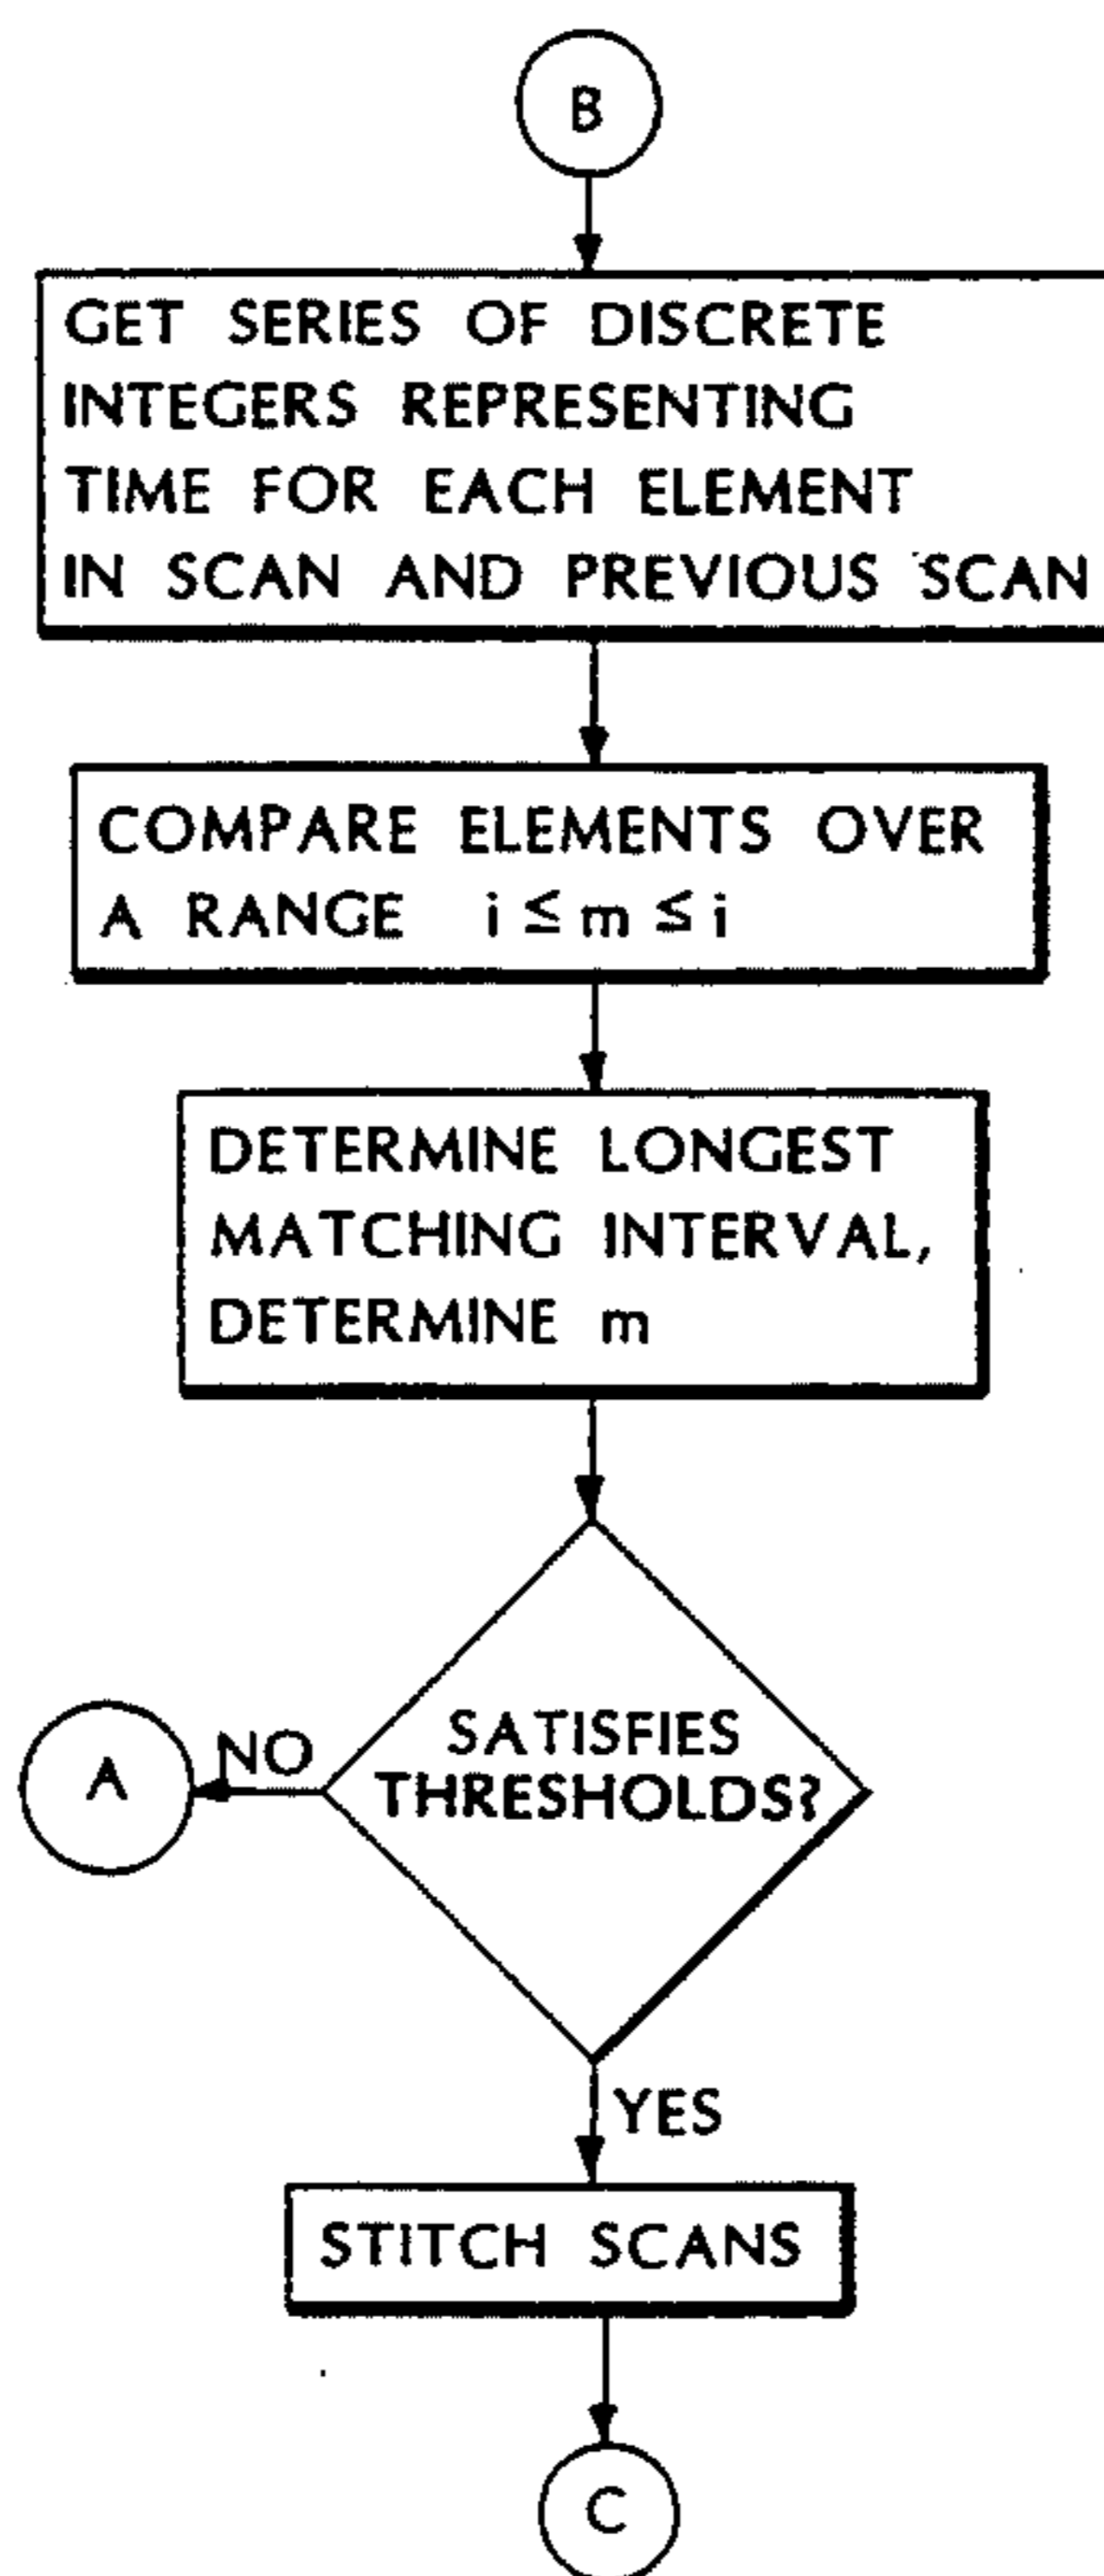 B
GET SERIES OF DISCRETE
INTEGERS REPRESENTING
TIME FOR EACH ELEMENT
IN SCAN AND PREVIOUS SCAN
COMPARE ELEMENTS OVER
A RANGE i ≤ m ≤ i
DETERMINE LONGEST
MATCHING INTERVAL,
DETERMINE m
SATISFIES
THRESHOLDS?
NO
A
YES
STITCH SCANS
C